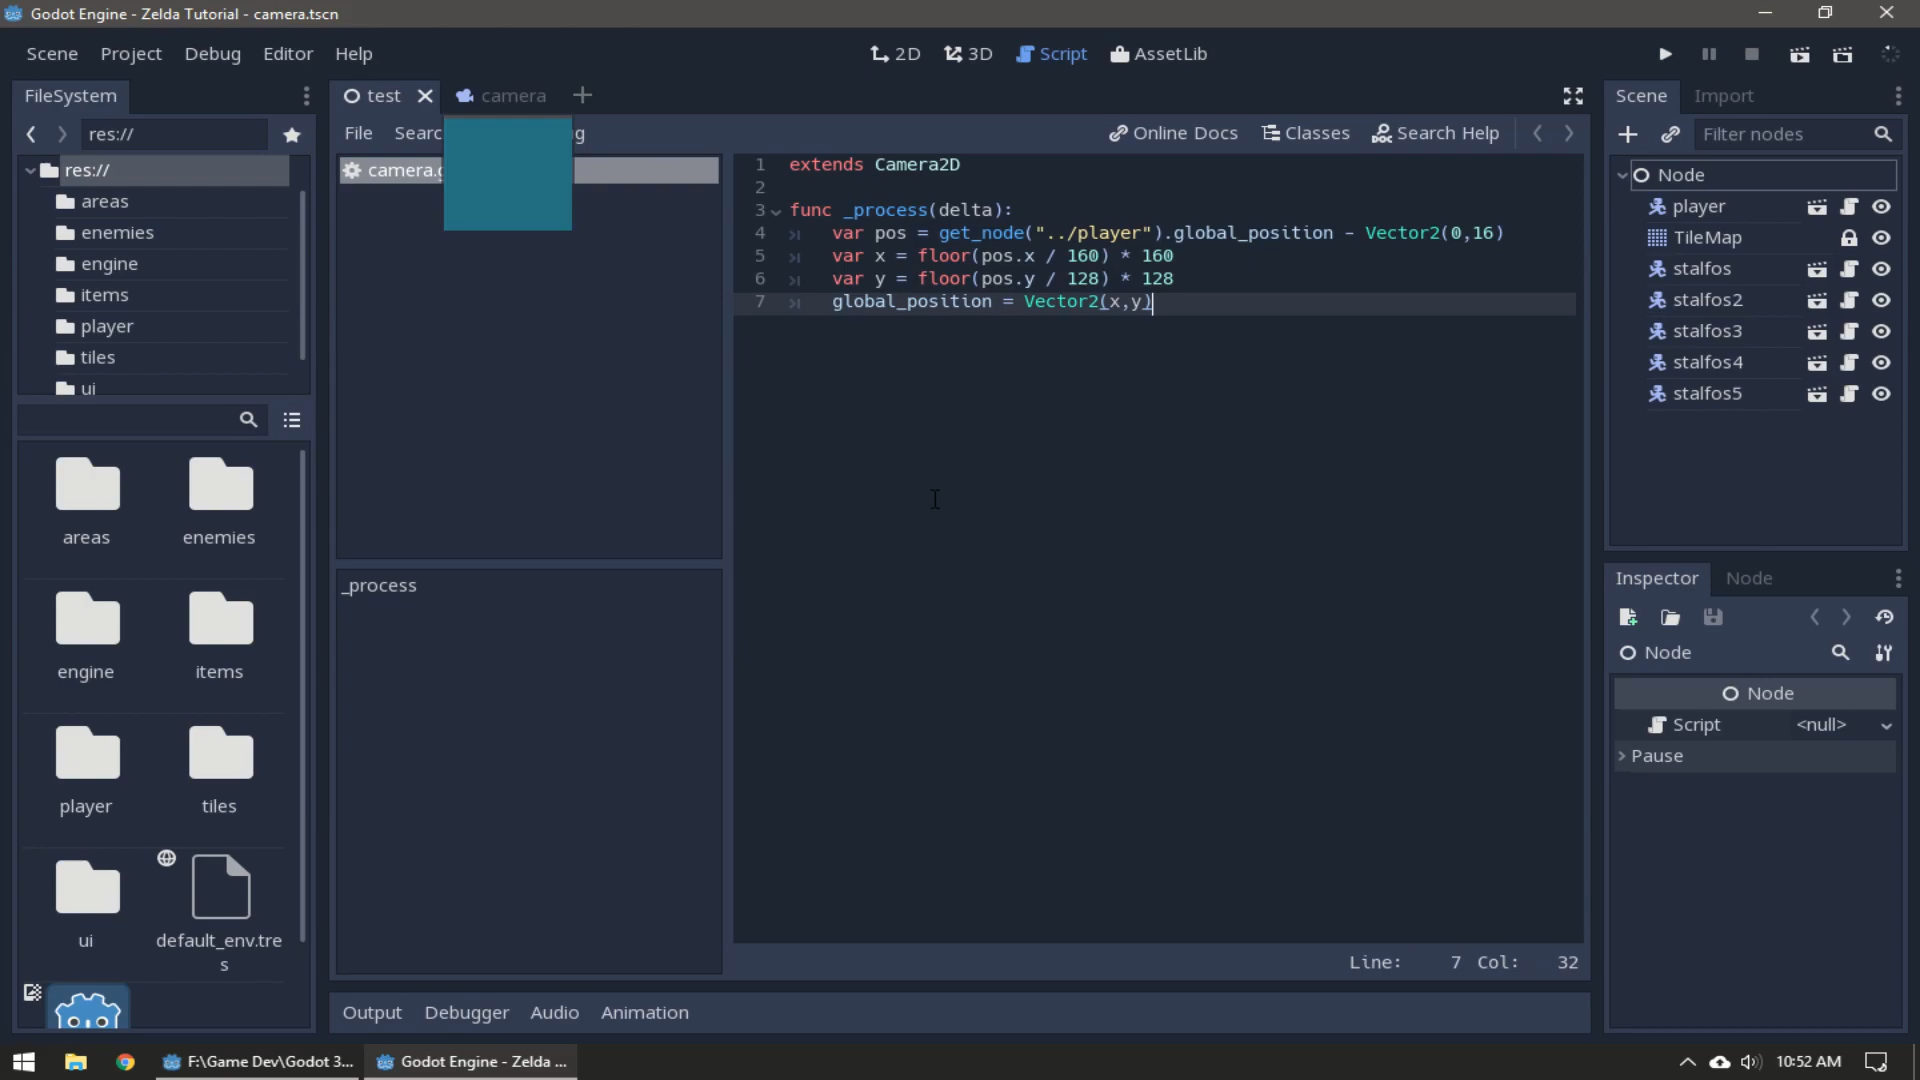 Godot Engine - Zelda Tutorial - camera.tscn
Scene Project Debug Editor Help
2D 3D Script AssetLib
FileSystem
res://
res://
areas
enemies
engine
items
player
tiles
ui
areas enemies
engine items
player tiles
ui default_env.tre
s
test camera
File
Online Docs Classes Search Help
_process
1 extends Camera2D
2
3 func _process(delta):
4 var pos = get_node("../player").global_position - Vector2(0,16)
5 var x = floor(pos.x / 160) * 160
6 var y = floor(pos.y / 128) * 128
7 global_position = Vector2(x,y)
Line: 7 Col: 32
Output Debugger Audio Animation
Scene Import
Filter nodes
Node
player
TileMap
stalfos
stalfos2
stalfos3
stalfos4
stalfos5
Inspector Node
Node
Node
Script <null>
Pause
F:\Game Dev\Godot 3... Godot Engine - Zelda ... 10:52 AM